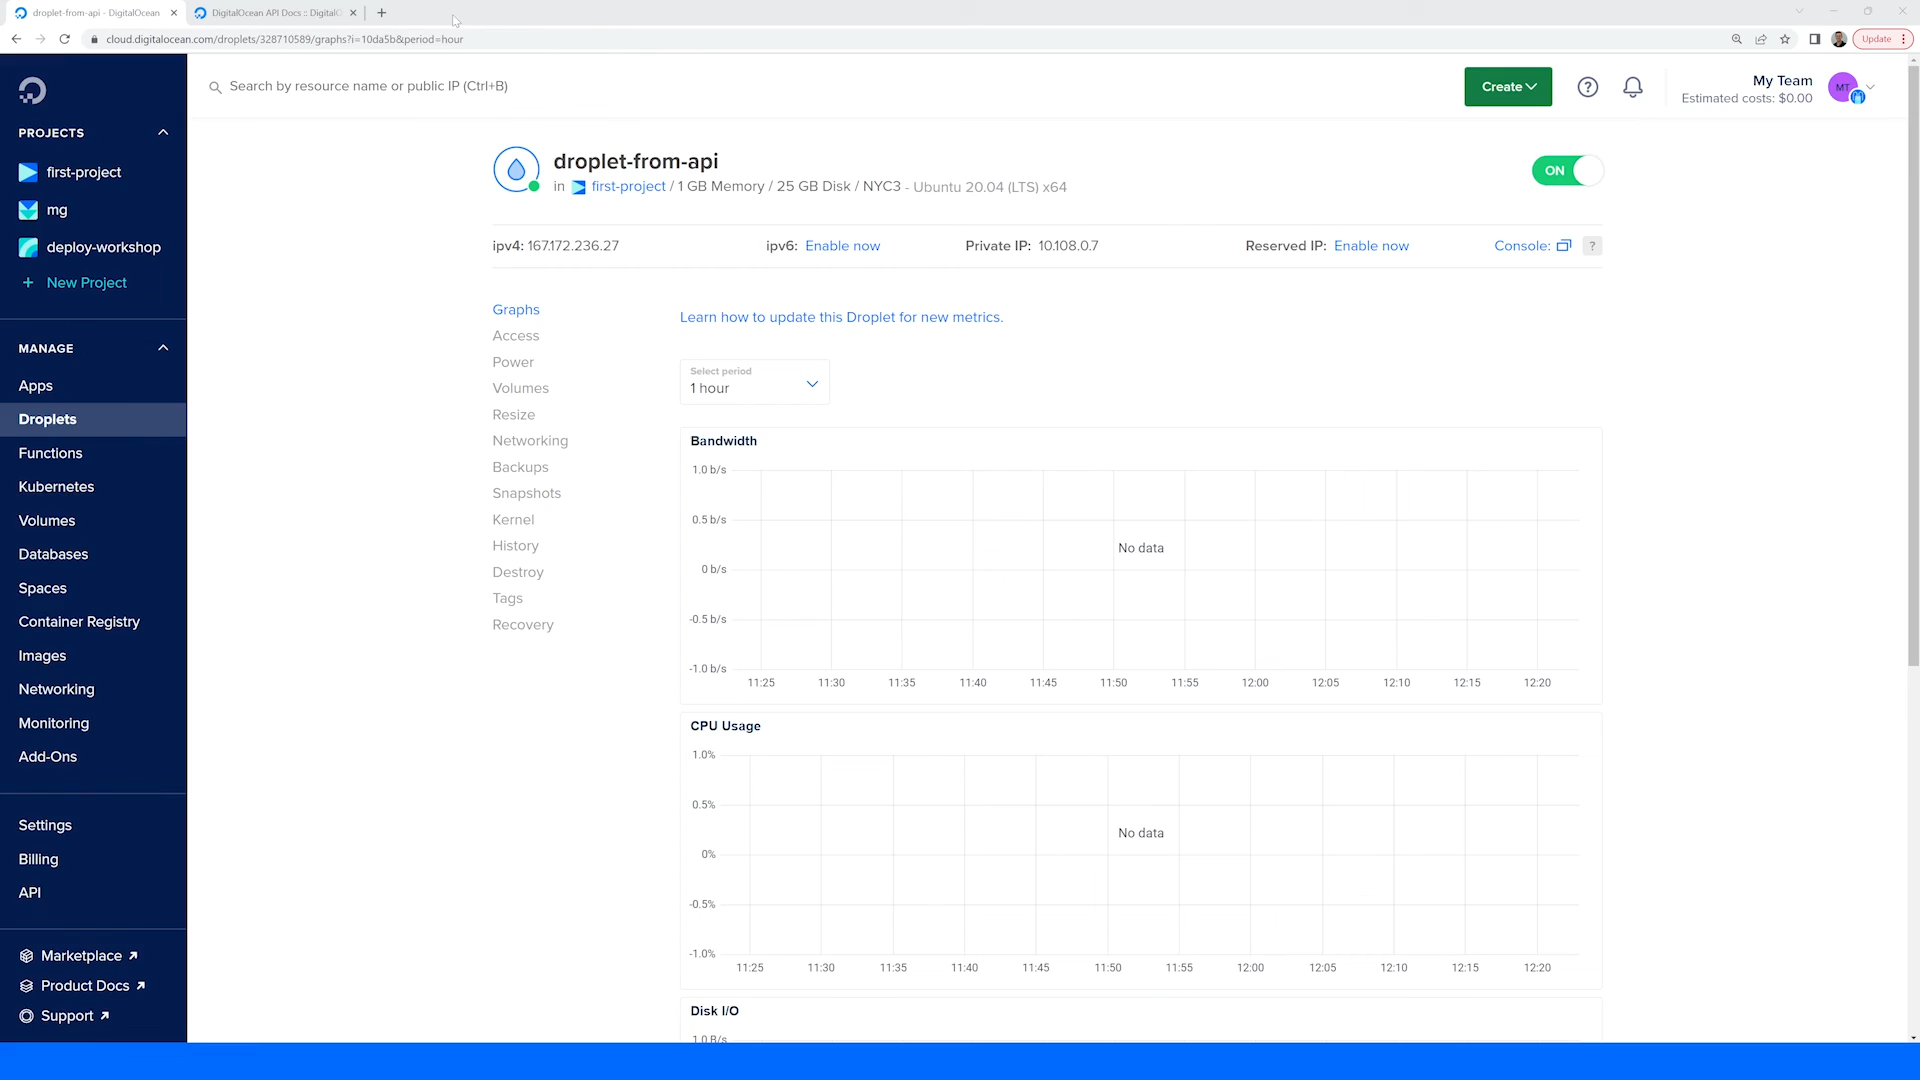 droplet-from-api - DigitalOcean
DigitalOcean API Docs :: DigitalO
cloud.digitalocean.com/droplets/328710589/graphs?i=10da5b&period=hour
Update
Search by resource name or public IP (Ctrl+B)
Create
My Team
Estimated costs: $0.00
MT
PROJECTS
first-project
mg
deploy-workshop
+ New Project
MANAGE
Apps
Droplets
Functions
Kubernetes
Volumes
Databases
Spaces
Container Registry
Images
Networking
Monitoring
Add-Ons
Settings
Billing
API
Marketplace
Product Docs
Support
droplet-from-api
in first-project / 1 GB Memory / 25 GB Disk / NYC3 - Ubuntu 20.04 (LTS) x64
ON
ipv4: 167.172.236.27
ipv6: Enable now
Private IP: 10.108.0.7
Reserved IP: Enable now
Console:
?
Graphs
Access
Power
Volumes
Resize
Networking
Backups
Snapshots
Kernel
History
Destroy
Tags
Recovery
Learn how to update this Droplet for new metrics.
Select period
1 hour
Bandwidth
1.0 b/s
0.5 b/s
No data
0 b/s
-0.5 b/s
-1.0 b/s
11:25 11:30 11:35 11:40 11:45 11:50 11:55 12:00 12:05 12:10 12:15 12:20
CPU Usage
1.0%
0.5%
No data
0%
-0.5%
-1.0%
11:25 11:30 11:35 11:40 11:45 11:50 11:55 12:00 12:05 12:10 12:15 12:20
Disk I/O
1.0 B/s